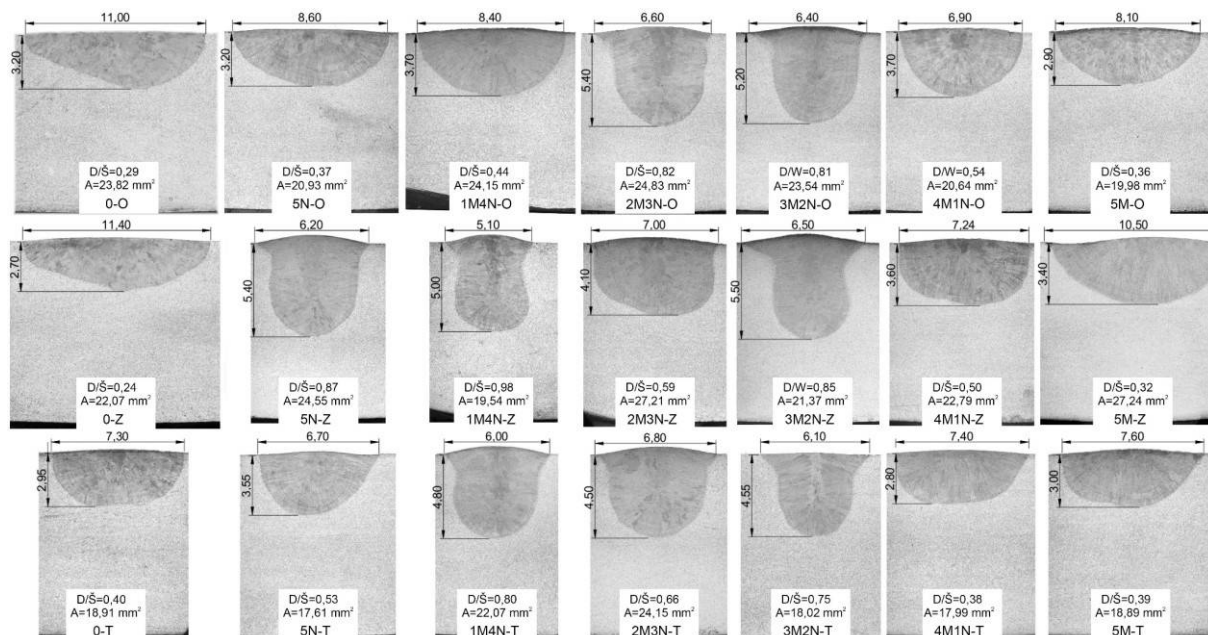 11,00
3,20
D/Š=0,29
A=23,82 mm²
0-O
8,60
3,20
D/Š=0,37
A=20,93 mm²
5N-O
8,40
3,70
D/Š=0,44
A=24,15 mm²
1M4N-O
6,60
5,40
D/Š=0,82
A=24,83 mm²
2M3N-O
6,40
5,20
D/W=0,81
A=23,54 mm²
3M2N-O
6,90
3,70
D/W=0,54
A=20,64 mm²
4M1N-O
8,10
2,90
D/Š=0,36
A=19,98 mm²
5M-O
11,40
2,70
D/Š=0,24
A=22,07 mm²
0-Z
6,20
5,40
D/Š=0,87
A=24,55 mm²
5N-Z
5,10
5,00
D/Š=0,98
A=19,54 mm²
1M4N-Z
7,00
4,10
D/Š=0,59
A=27,21 mm²
2M3N-Z
6,50
5,50
D/W=0,85
A=21,37 mm²
3M2N-Z
7,24
3,60
D/Š=0,50
A=22,79 mm²
4M1N-Z
10,50
3,40
D/Š=0,32
A=27,24 mm²
5M-Z
7,30
2,95
D/Š=0,40
A=18,91 mm²
0-T
6,70
3,55
D/Š=0,53
A=17,61 mm²
5N-T
6,00
4,80
D/Š=0,80
A=22,07 mm²
1M4N-T
6,80
4,50
D/Š=0,66
A=24,15 mm²
2M3N-T
6,10
4,55
D/Š=0,75
A=18,02 mm²
3M2N-T
7,40
2,80
D/Š=0,38
A=17,99 mm²
4M1N-T
7,60
3,00
D/Š=0,39
A=18,89 mm²
5M-T